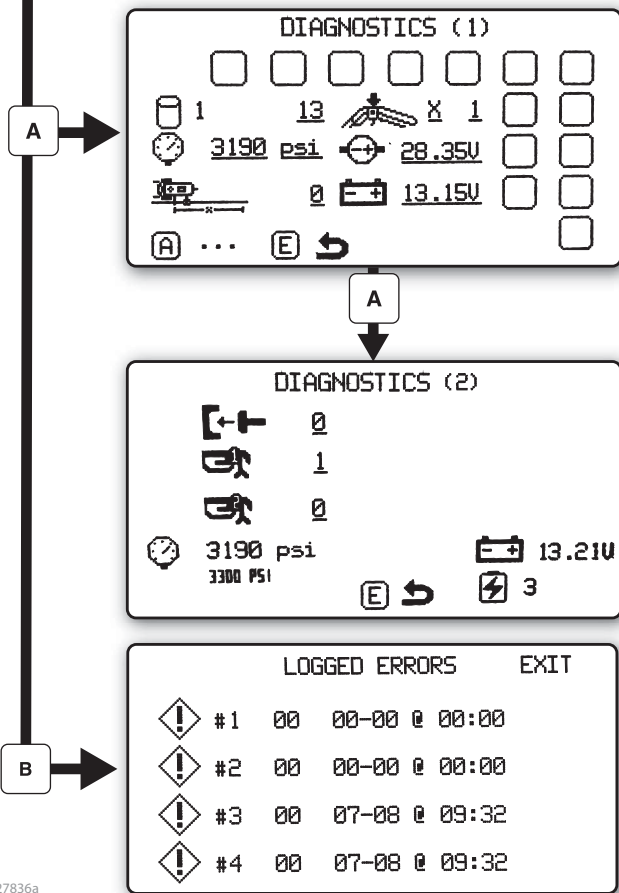 DIAGNOSTICS (1)
1 13 X 1
A
3190 psi -+ 28.35V
x 0 - + 13.15V
A ... E
A
DIAGNOSTICS (2)
0
1
0
3190 psi - + 13.21V
3300 PSI
E 3
LOGGED ERRORS EXIT
#1 00 00-00 @ 00:00
#2 00 00-00 @ 00:00
B
#3 00 07-08 @ 09:32
#4 00 07-08 @ 09:32
27836a